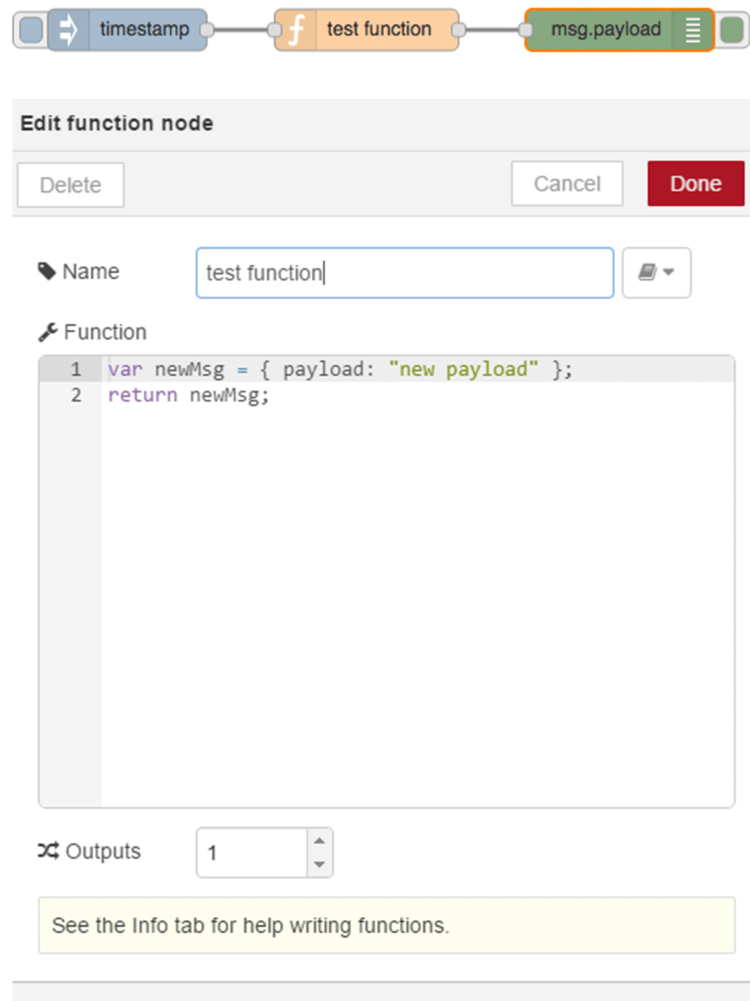 timestamp test function msg.payload
Edit function node
Delete Cancel Done
Name test function
Function
1 var newMsg = { payload: "new payload" };
2 return newMsg;
Outputs 1
See the Info tab for help writing functions.